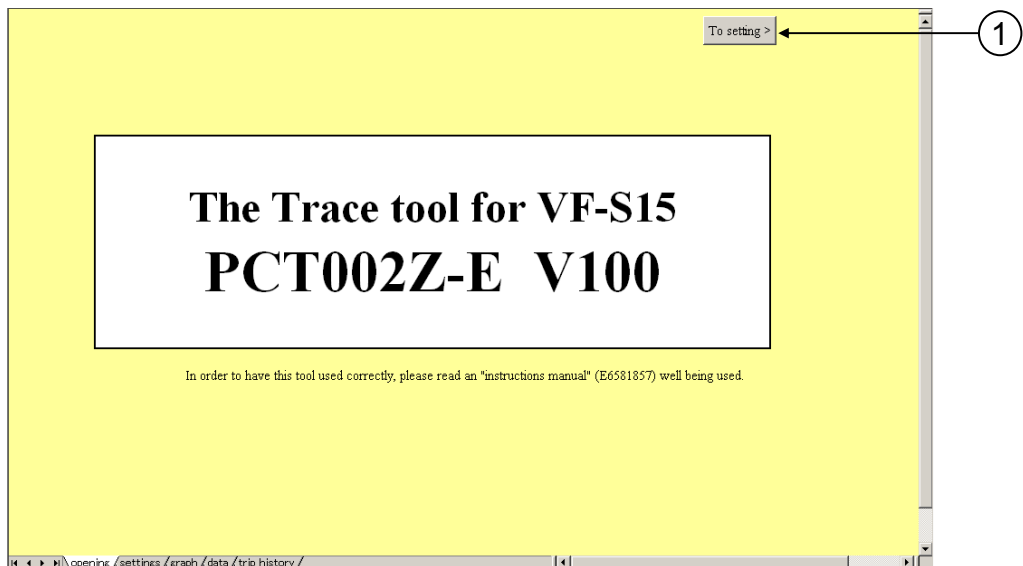 To setting >
1
The Trace tool for VF-S15
PCT002Z-E V100
In order to have this tool used correctly, please read an "instructions manual" (E6581857) well being used.
opening / settings / graph / data / trip history /